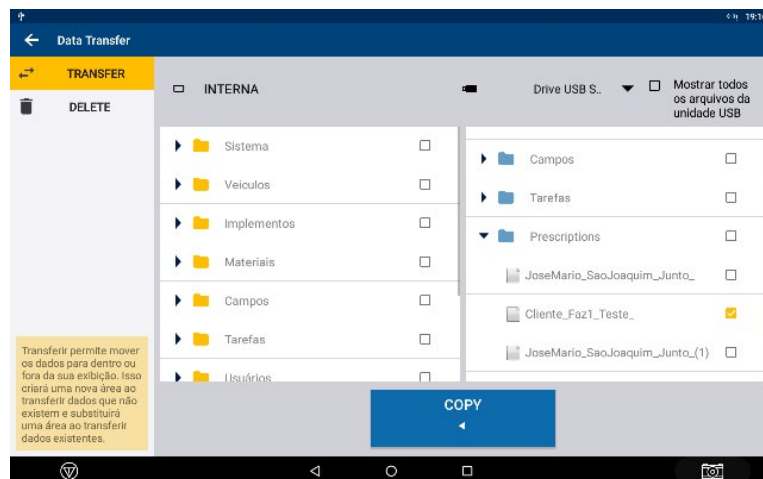 Data Transfer
TRANSFER
DELETE
INTERNA
Drive USB S..
Mostrar todos
os arquivos da
unidade USB
Sistema
Veiculos
Implementos
Materiais
Campos
Tarefas
Usuários
Campos
Tarefas
Prescriptions
JoseMario_SaoJoaquim_Junto_
Cliente_Faz1_Teste_
JoseMario_SaoJoaquim_Junto_(1)
Transferir permite mover
os dados para dentro ou
fora da sua exibição. Isso
criará uma nova área ao
transferir dados que não
existem e substituirá
uma área ao transferir
dados existentes.
COPY